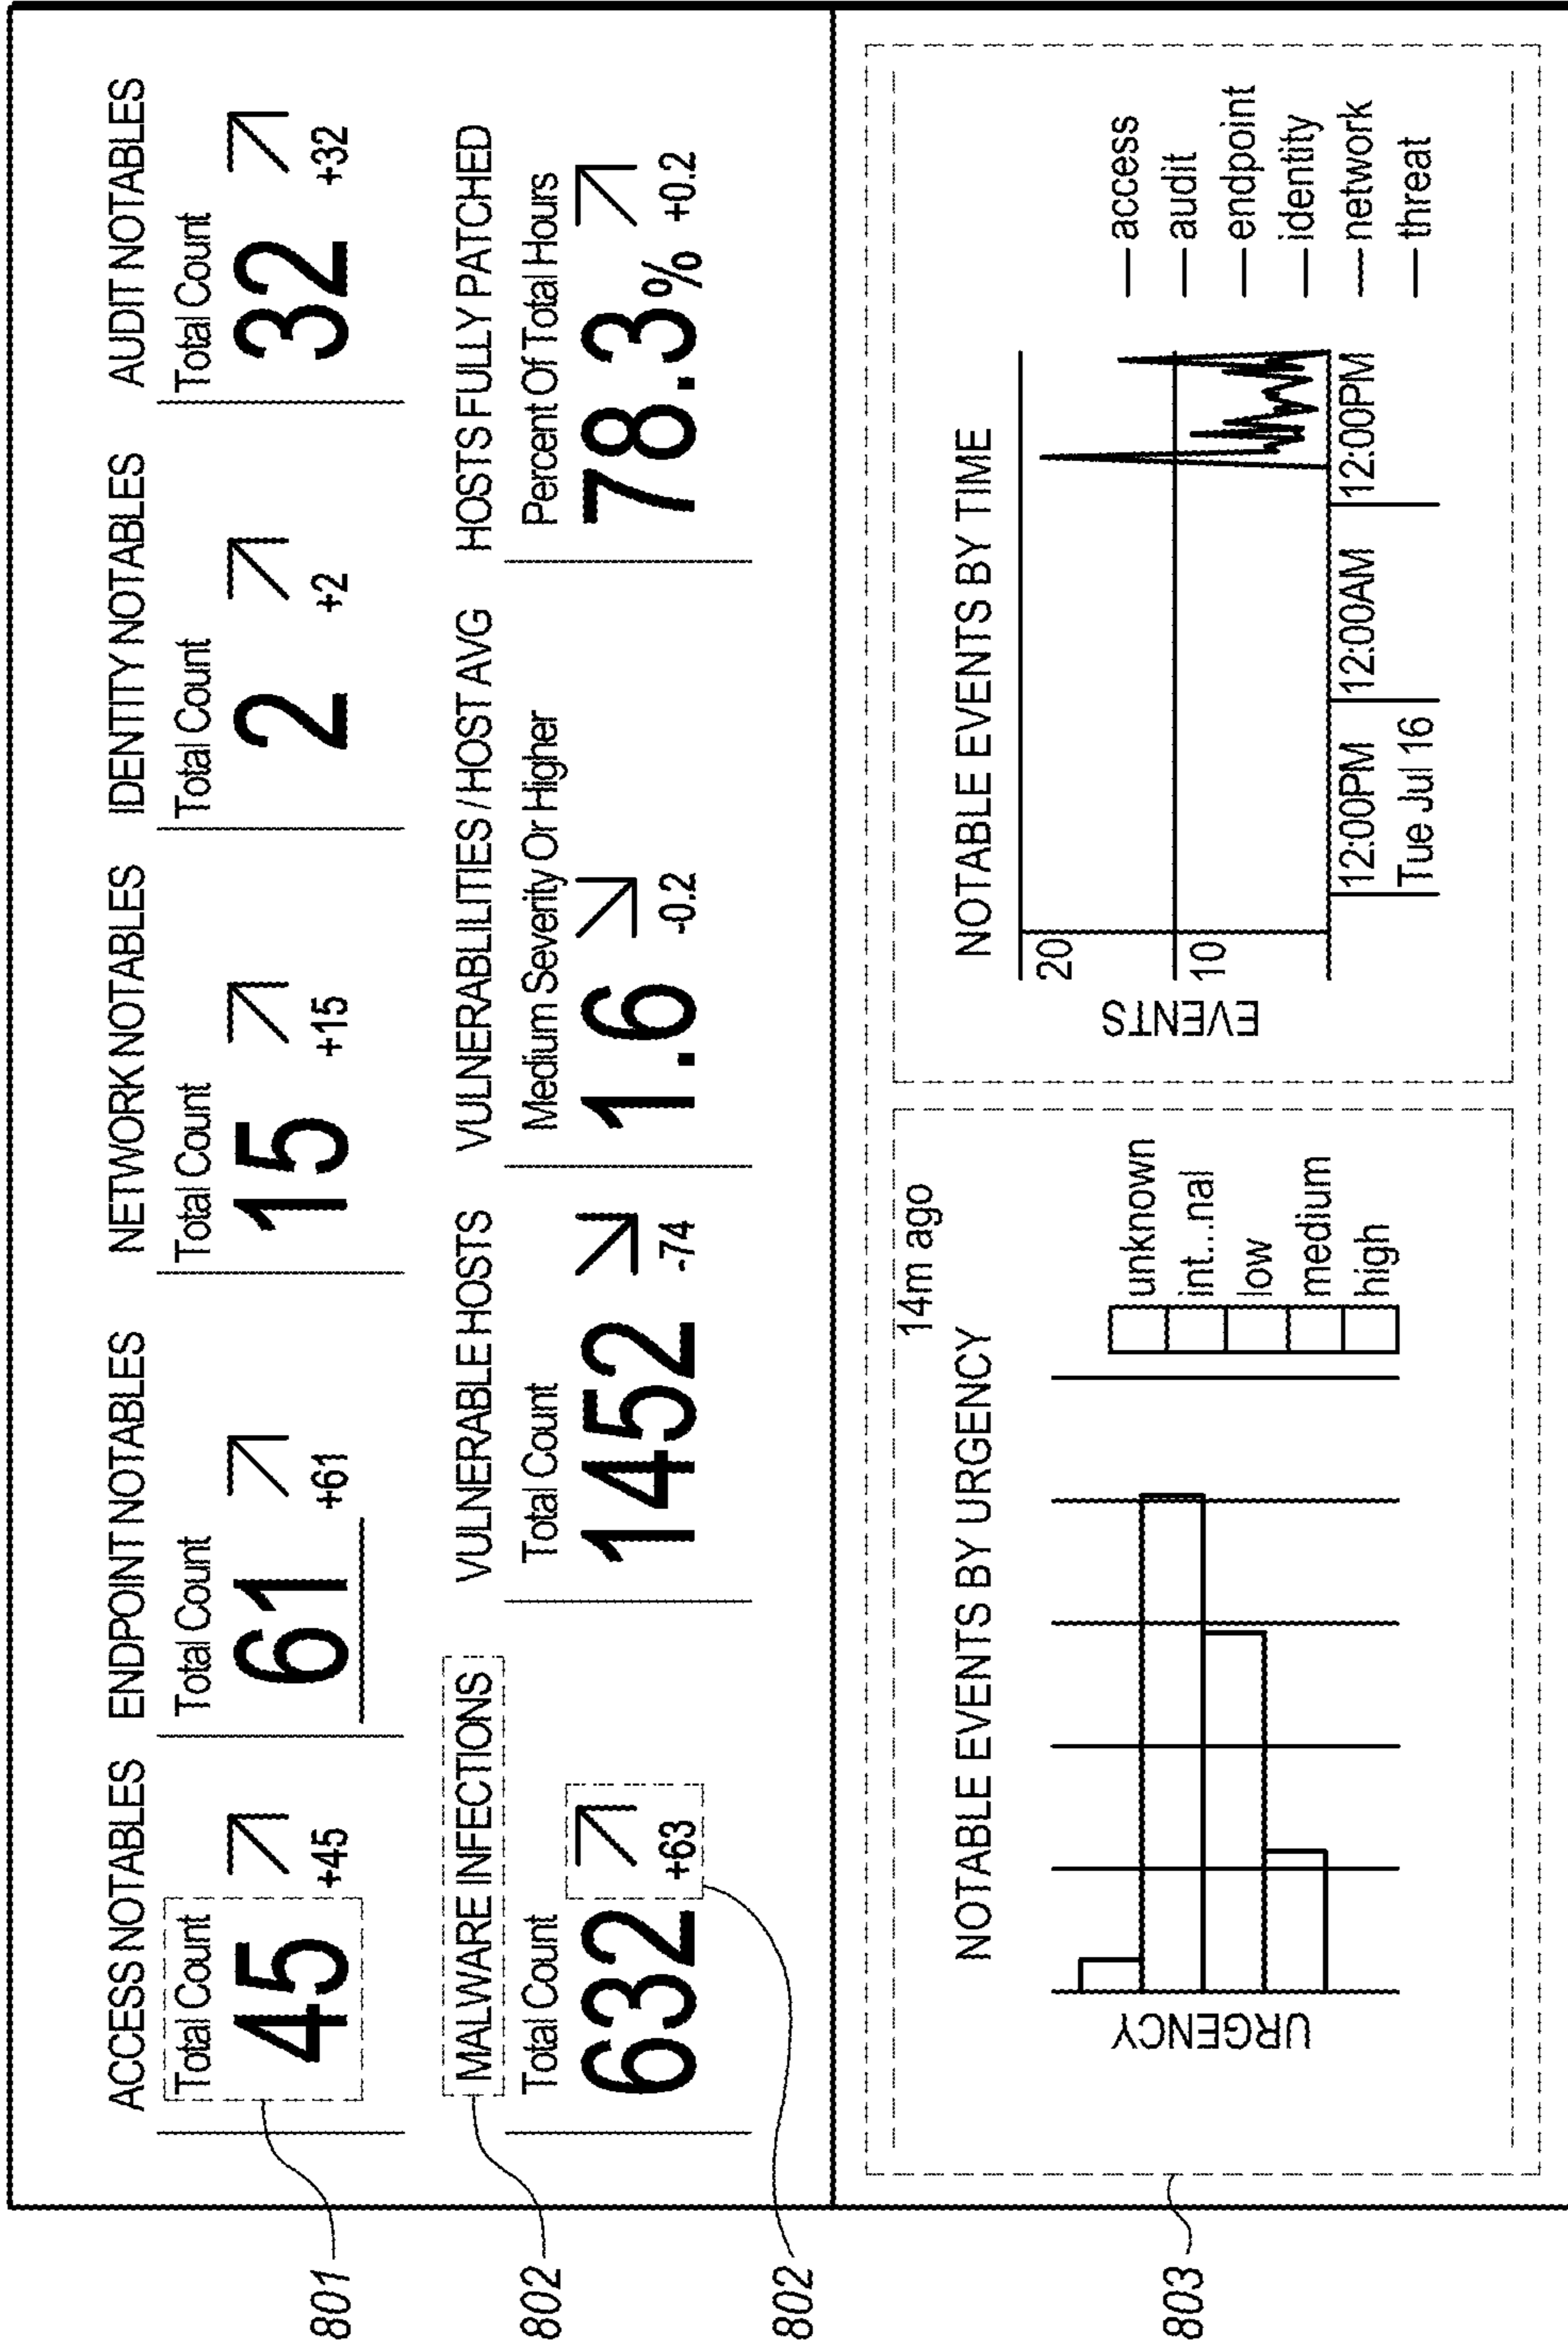 ACCESS NOTABLES
Total Count
45
+45
ENDPOINT NOTABLES
Total Count
61
+61
NETWORK NOTABLES
Total Count
15
+15
IDENTITY NOTABLES
Total Count
2
+2
AUDIT NOTABLES
Total Count
32
+32
801
MALWARE INFECTIONS
Total Count
632
+63
VULNERABLE HOSTS
Total Count
1452
-74
VULNERABILITIES / HOST AVG
Medium Severity Or Higher
1.6
-0.2
HOSTS FULLY PATCHED
Percent Of Total Hours
78.3%
+0.2
802
802
14m ago
NOTABLE EVENTS BY URGENCY
URGENCY
unknown
int...nal
low
medium
high
NOTABLE EVENTS BY TIME
EVENTS
20
10
12:00PM
Tue Jul 16
12:00AM
12:00PM
access
audit
endpoint
identity
network
threat
803